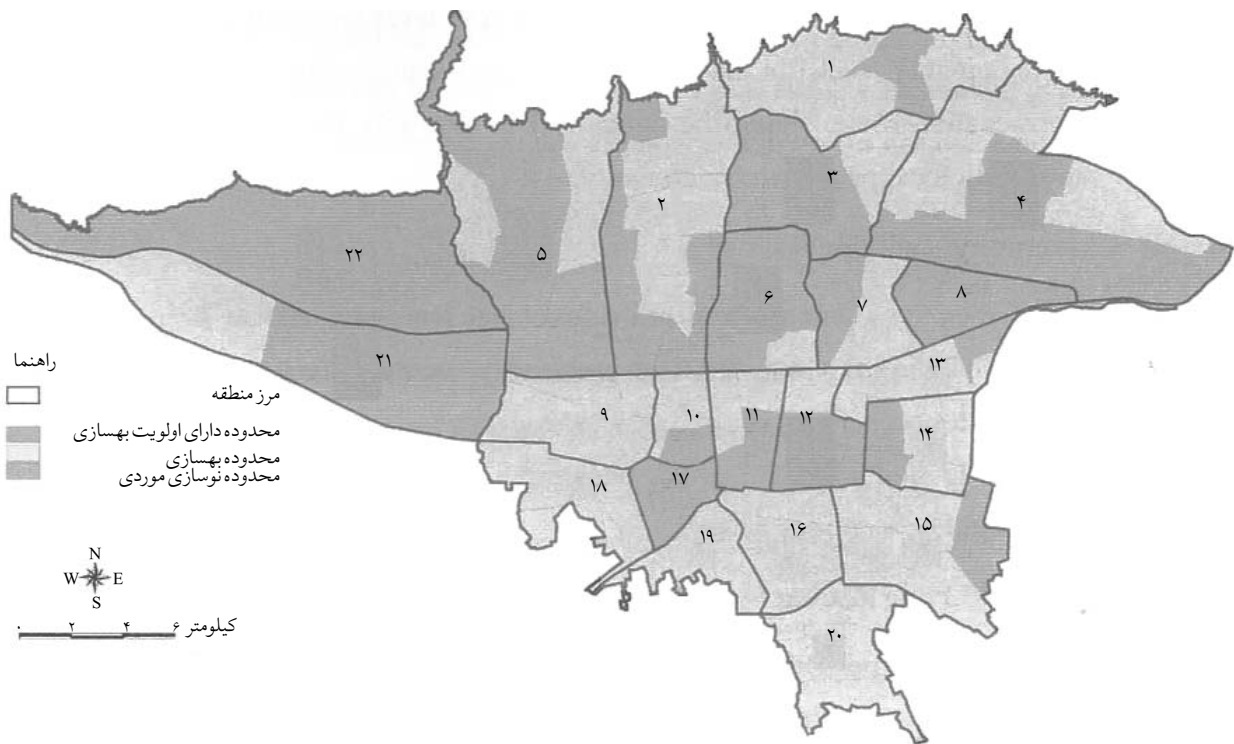 ۱
۳
۴
۲
۲۲
۵
۶
۷
۸
۲۱
۱۳
۹
۱۰
۱۱
۱۲
۱۴
۱۸
۱۷
۱۹
۱۶
۱۵
۲۰
راهنما
مرز منطقه
محدوده دارای اولویت بهسازی
محدوده بهسازی
محدوده نوسازی موردی
N
W E
S
۰ ۲ ۴ ۶ کیلومتر